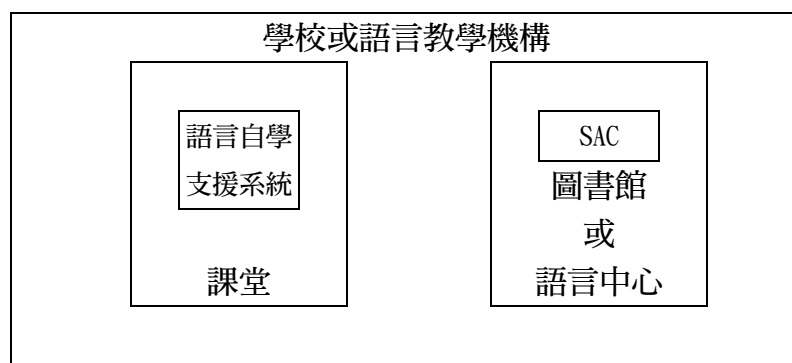 學校或語言教學機構
語言自學
支援系統
課堂
SAC
圖書館
或
語言中心